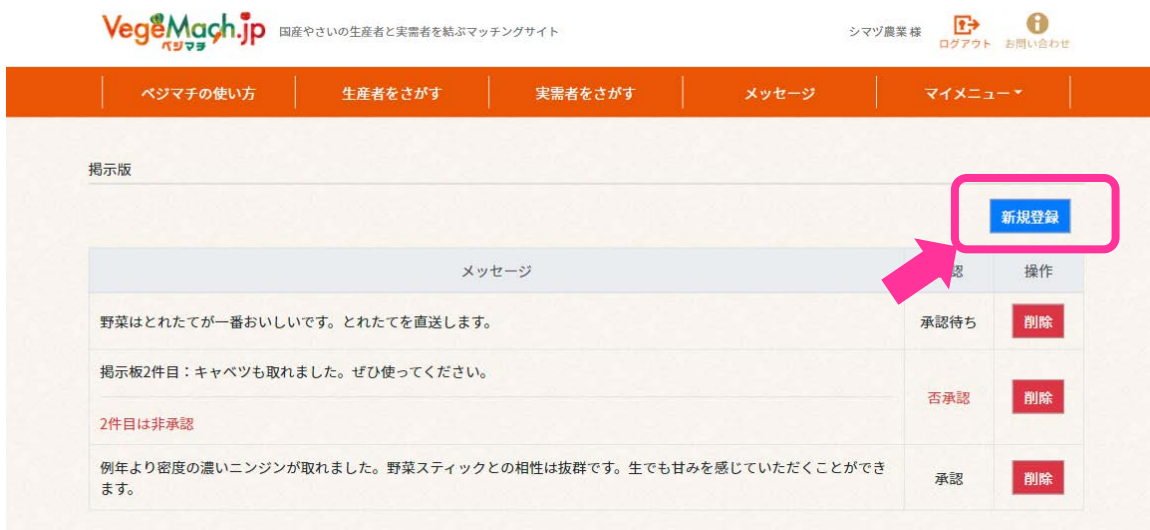 VegeMach.jp
ベジマチ
国産やさいの生産者と実需者を結ぶマッチングサイト
シマヅ農業 様
ログアウト
お問い合わせ
ベジマチの使い方
生産者をさがす
実需者をさがす
メッセージ
マイメニュー
掲示版
新規登録
メッセージ
認
操作
野菜はとれたてが一番おいしいです。とれたてを直送します。
承認待ち
削除
掲示板2件目：キャベツも取れました。ぜひ使ってください。
2件目は非承認
否承認
削除
例年より密度の濃いニンジンが取れました。野菜スティックとの相性は抜群です。生でも甘みを感じていただくことができ
ます。
承認
削除